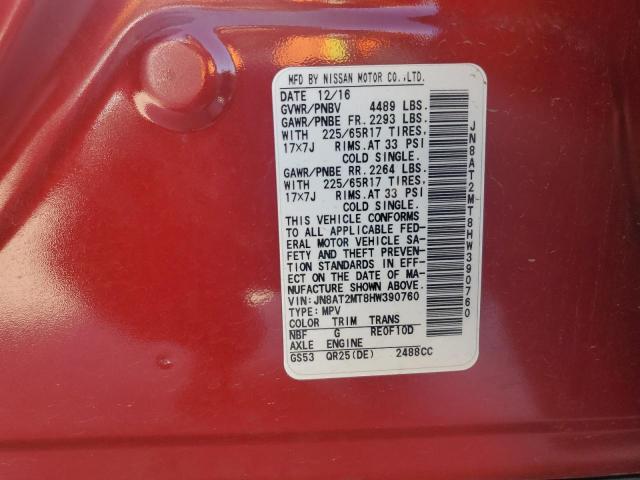 MFD BY NISSAN MOTOR CO.,LTD.
DATE 12/16
GVWR/PNBV 4489 LBS.
GAWR/PNBE FR. 2293 LBS.
WITH 225/65R17 TIRES,
17×7J RIMS.AT 33 PSI
COLD SINGLE.
GAWR/PNBE RR. 2264 LBS.
WITH 225/65R17 TIRES,
17×7J RIMS.AT 33 PSI
COLD SINGLE.
THIS VEHICLE CONFORMS
TO ALL APPLICABLE FED-
ERAL MOTOR VEHICLE SA-
FETY AND THEFT PREVEN-
TION STANDARDS IN EFF-
ECT ON THE DATE OF MA-
NUFACTURE SHOWN ABOVE.
VIN:JN8AT2MT8HW390760
TYPE:MPV
COLOR TRIM TRANS
NBF G RE0F10D
AXLE ENGINE
GS53 QR25(DE) 2488CC
JN8AT2MT8HW390760